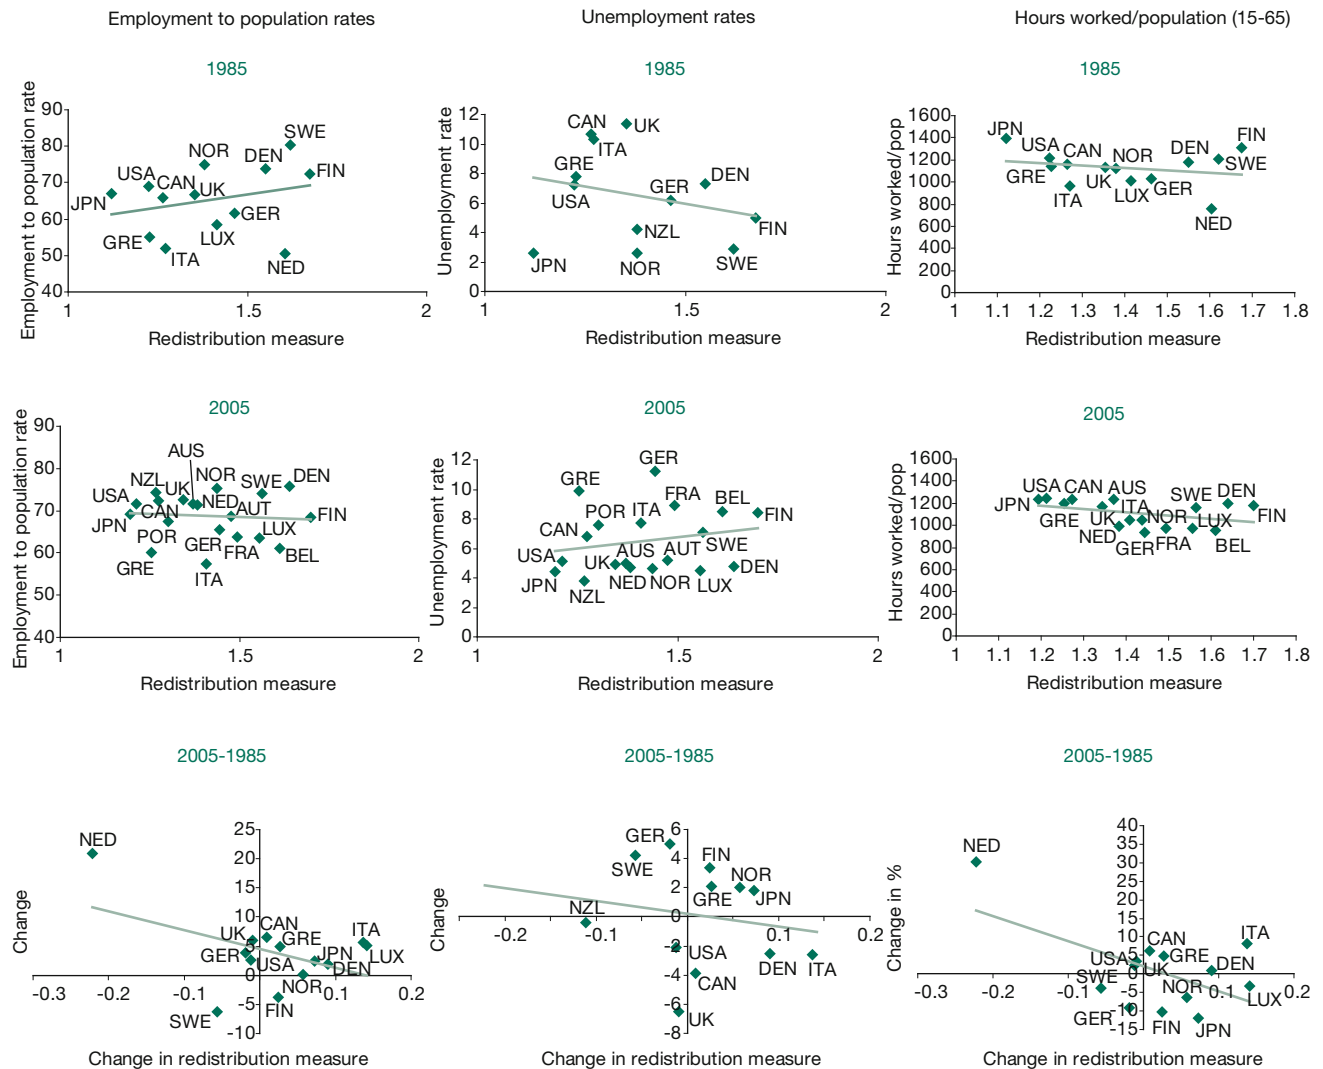 Employment to population rates
Unemployment rates
Hours worked/population (15-65)
1985
Employment to population rate
90
80
70
60
50
40
SWE
NOR
DEN
FIN
USA
CAN
UK
JPN
GER
LUX
GRE
ITA
NED
1
1.5
2
Redistribution measure
1985
Unemployment rate
12
10
8
6
4
2
0
CAN
UK
ITA
GRE
DEN
GER
USA
NZL
FIN
JPN
NOR
SWE
1
1.5
2
Redistribution measure
1985
Hours worked/pop
1600
1400
1200
1000
800
600
400
200
0
JPN
FIN
USA
CAN
NOR
DEN
SWE
GRE
UK
GER
ITA
LUX
NED
1
1.1
1.2
1.3
1.4
1.5
1.6
1.7
1.8
Redistribution measure
2005
Employment to population rate
90
80
70
60
50
40
AUS
NZL
NOR
SWE
DEN
USA
UK
NED
AUT
CAN
FIN
JPN
POR
LUX
GER
FRA
BEL
GRE
ITA
1
1.5
2
Redistribution measure
2005
Unemployment rate
12
10
8
6
4
2
0
GER
GRE
FRA
BEL
POR
ITA
FIN
CAN
SWE
USA
UK
AUS
AUT
DEN
JPN
NED
NOR
LUX
NZL
1
1.5
2
Redistribution measure
2005
Hours worked/pop
1600
1400
1200
1000
800
600
400
200
0
USA
CAN
AUS
JPN
ITA
SWE
DEN
GRE
UK
NOR
LUX
FIN
NED
GER
FRA
BEL
1
1.1
1.2
1.3
1.4
1.5
1.6
1.7
1.8
Redistribution measure
2005-1985
Change
25
20
15
10
5
0
-5
-10
NED
UK
CAN
GRE
ITA
GER
USA
JPN
LUX
DEN
NOR
FIN
SWE
-0.3
-0.2
-0.1
0.1
0.2
Change in redistribution measure
2005-1985
Change
6
4
2
0
-2
-4
-6
-8
GER
SWE
FIN
NOR
GRE
JPN
NZL
USA
CAN
DEN
ITA
UK
-0.2
-0.1
0.1
0.2
Change in redistribution measure
2005-1985
Change in %
40
35
30
25
20
15
10
5
0
-5
-10
-15
NED
CAN
ITA
USA
GRE
UK
DEN
SWE
NOR
LUX
GER
FIN
JPN
-0.3
-0.2
-0.1
0.1
0.2
Change in redistribution measure